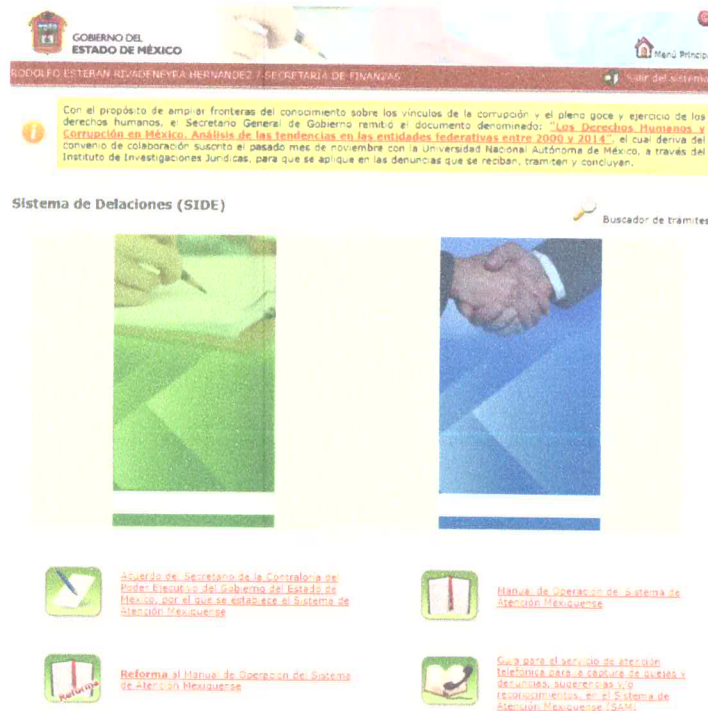 GOBIERNO DEL
ESTADO DE MÉXICO
Menú Princip
RODOLFO ESTEBAN RIVADENEYRA HERNANDEZ / SECRETARÍA DE FINANZAS
Salir del sistema
Con el propósito de ampliar fronteras del conocimiento sobre los vínculos de la corrupción y el pleno goce y ejercicio de los
derechos humanos, el Secretario General de Gobierno remitió el documento denominado: "Los Derechos Humanos y
Corrupción en México. Análisis de las tendencias en las entidades federativas entre 2000 y 2014", el cual deriva del
convenio de colaboración suscrito el pasado mes de noviembre con la Universidad Nacional Autónoma de México, a través del
Instituto de Investigaciones Jurídicas, para que se aplique en las denuncias que se reciban, tramiten y concluyan.
Sistema de Delaciones (SIDE)
Buscador de trámites
Acuerdo del Secretario de la Contraloría del
Poder Ejecutivo del Gobierno del Estado de
México, por el que se establece el Sistema de
Atención Mexiquense
Manual de Operación del Sistema de
Atención Mexiquense
Reforma
Reforma al Manual de Operación del Sistema
de Atención Mexiquense
Guía para el servicio de atención
telefónica para la captura de quejas y
denuncias, sugerencias y/o
reconocimientos, en el Sistema de
Atención Mexiquense (SAM)